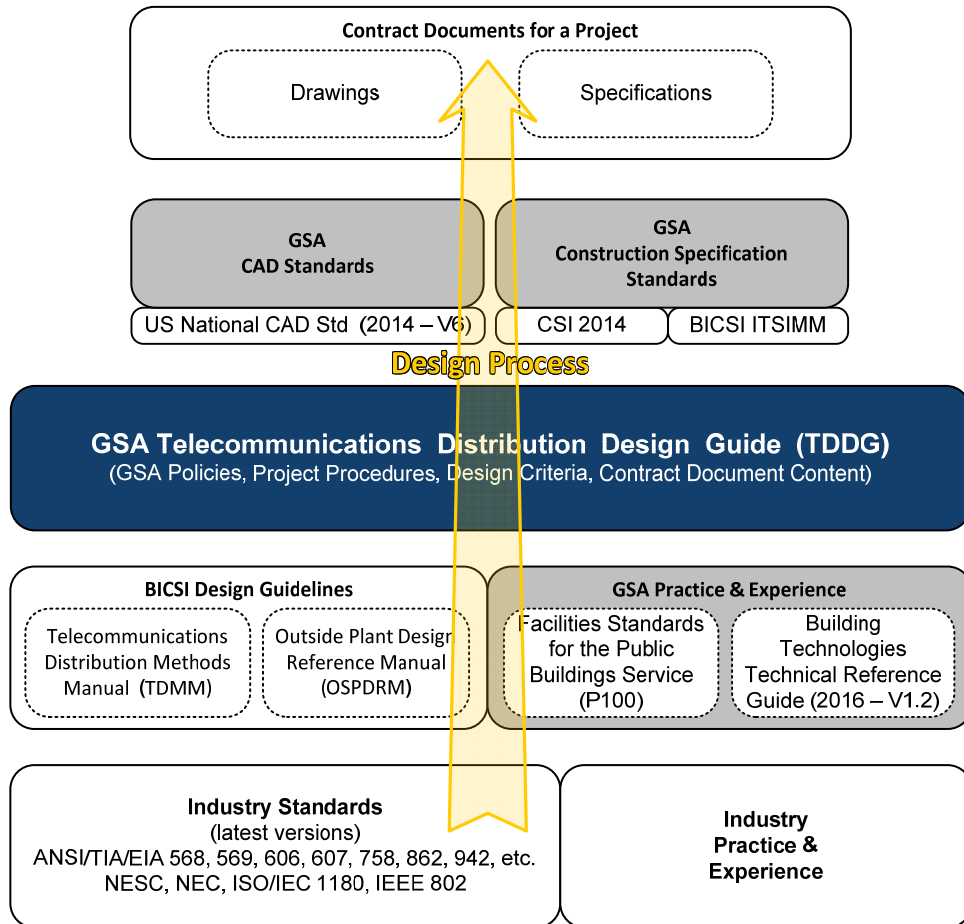 Contract Documents for a Project
Drawings
Specifications
GSA
CAD Standards
GSA
Construction Specification
Standards
US National CAD Std (2014 – V6)
CSI 2014
BICSI ITSIMM
Design Process
GSA Telecommunications Distribution Design Guide (TDDG)
(GSA Policies, Project Procedures, Design Criteria, Contract Document Content)
BICSI Design Guidelines
Telecommunications
Distribution Methods
Manual (TDMM)
Outside Plant Design
Reference Manual
(OSPDRM)
GSA Practice & Experience
Facilities Standards
for the Public
Buildings Service
(P100)
Building
Technologies
Technical Reference
Guide (2016 – V1.2)
Industry Standards
(latest versions)
ANSI/TIA/EIA 568, 569, 606, 607, 758, 862, 942, etc.
NESC, NEC, ISO/IEC 1180, IEEE 802
Industry
Practice &
Experience